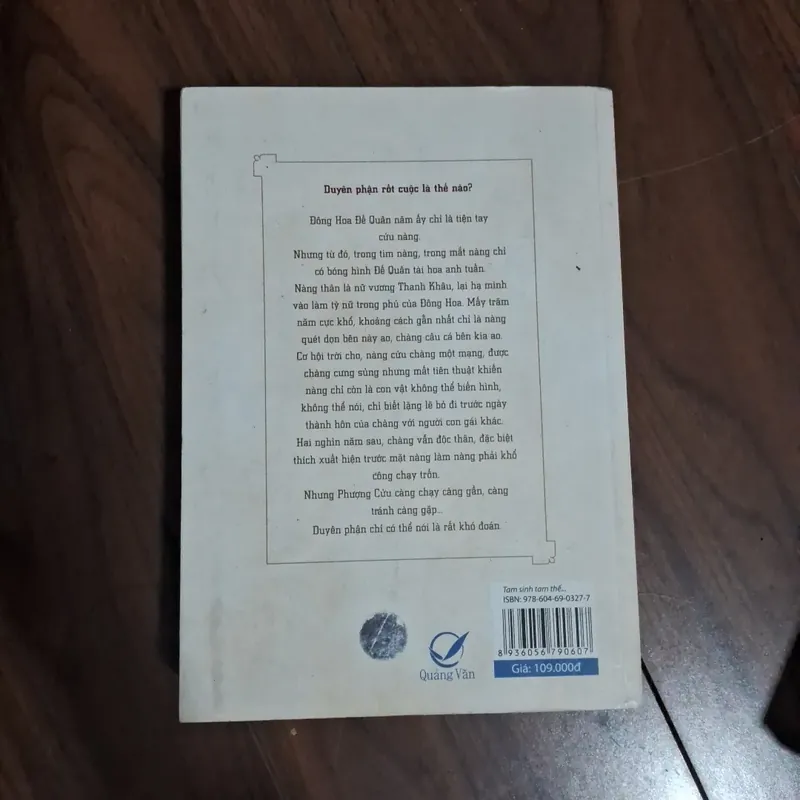 Duyên phận rốt cuộc là thế nào?
Đông Hoa Đế Quân năm ấy chỉ là tiện tay
cứu nàng.
Nhưng từ đó, trong tim nàng, trong mắt nàng chỉ
có bóng hình Đế Quân tài hoa anh tuấn.
Nàng thân là nữ vương Thanh Khâu, lại hạ mình
vào làm tỳ nữ trong phủ của Đông Hoa. Mấy trăm
năm cực khổ, khoảng cách gần nhất chỉ là nàng
quét dọn bên này ao, chàng câu cá bên kia ao.
Cơ hội trời cho, nàng cứu chàng một mạng, được
chàng cưng sủng nhưng mất tiên thuật khiến
nàng chỉ còn là con vật không thể biến hình,
không thể nói, chỉ biết lặng lẽ bỏ đi trước ngày
thành hôn của chàng với người con gái khác.
Hai nghìn năm sau, chàng vẫn độc thân, đặc biệt
thích xuất hiện trước mặt nàng làm nàng phải khổ
công chạy trốn.
Nhưng Phượng Cửu càng chạy càng gần, càng
tránh càng gặp...
Duyên phận chỉ có thể nói là rất khó đoán.
Tam sinh tam thế...
ISBN: 978-604-69-0327-7
8 936056 790607
Giá: 109.000đ
Quảng Văn